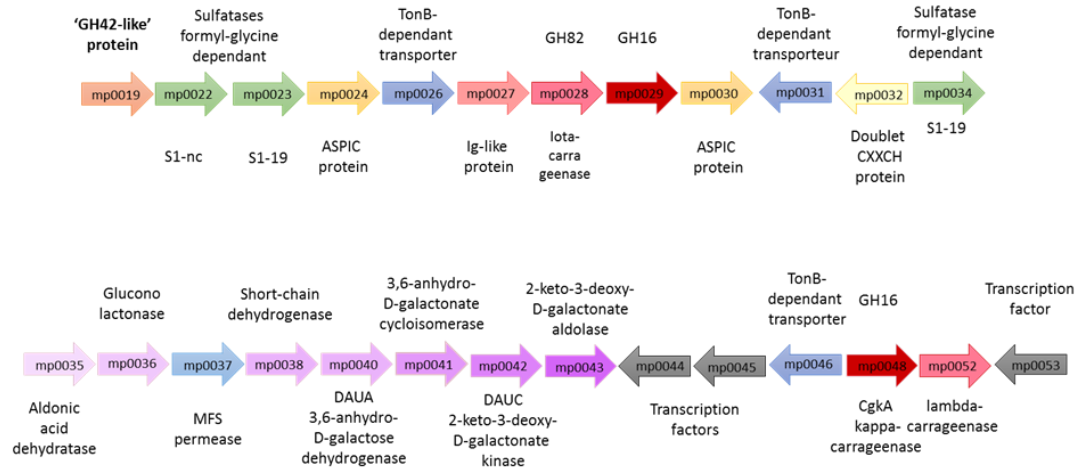 'GH42-like'
protein
Sulfatases
formyl-glycine
dependant
TonB-
dependant
transporter
GH82
GH16
TonB-
dependant
transporteur
Sulfatase
formyl-glycine
dependant
mp0019
mp0022
mp0023
mp0024
mp0026
mp0027
mp0028
mp0029
mp0030
mp0031
mp0032
mp0034
S1-nc
S1-19
ASPIC
protein
Ig-like
protein
Iota-
carra
geenase
ASPIC
protein
Doublet
CXXCH
protein
S1-19
Glucono
lactonase
Short-chain
dehydrogenase
3,6-anhydro-
D-galactonate
cycloisomerase
2-keto-3-deoxy-
D-galactonate
aldolase
TonB-
dependant
transporter
GH16
Transcription
factor
mp0035
mp0036
mp0037
mp0038
mp0040
mp0041
mp0042
mp0043
mp0044
mp0045
mp0046
mp0048
mp0052
mp0053
Aldonic
acid
dehydratase
MFS
permease
DAUA
3,6-anhydro-
D-galactose
dehydrogenase
DAUC
2-keto-3-deoxy-
D-galactonate
kinase
Transcription
factors
CgkA
kappa-
carrageenase
lambda-
carrageenase